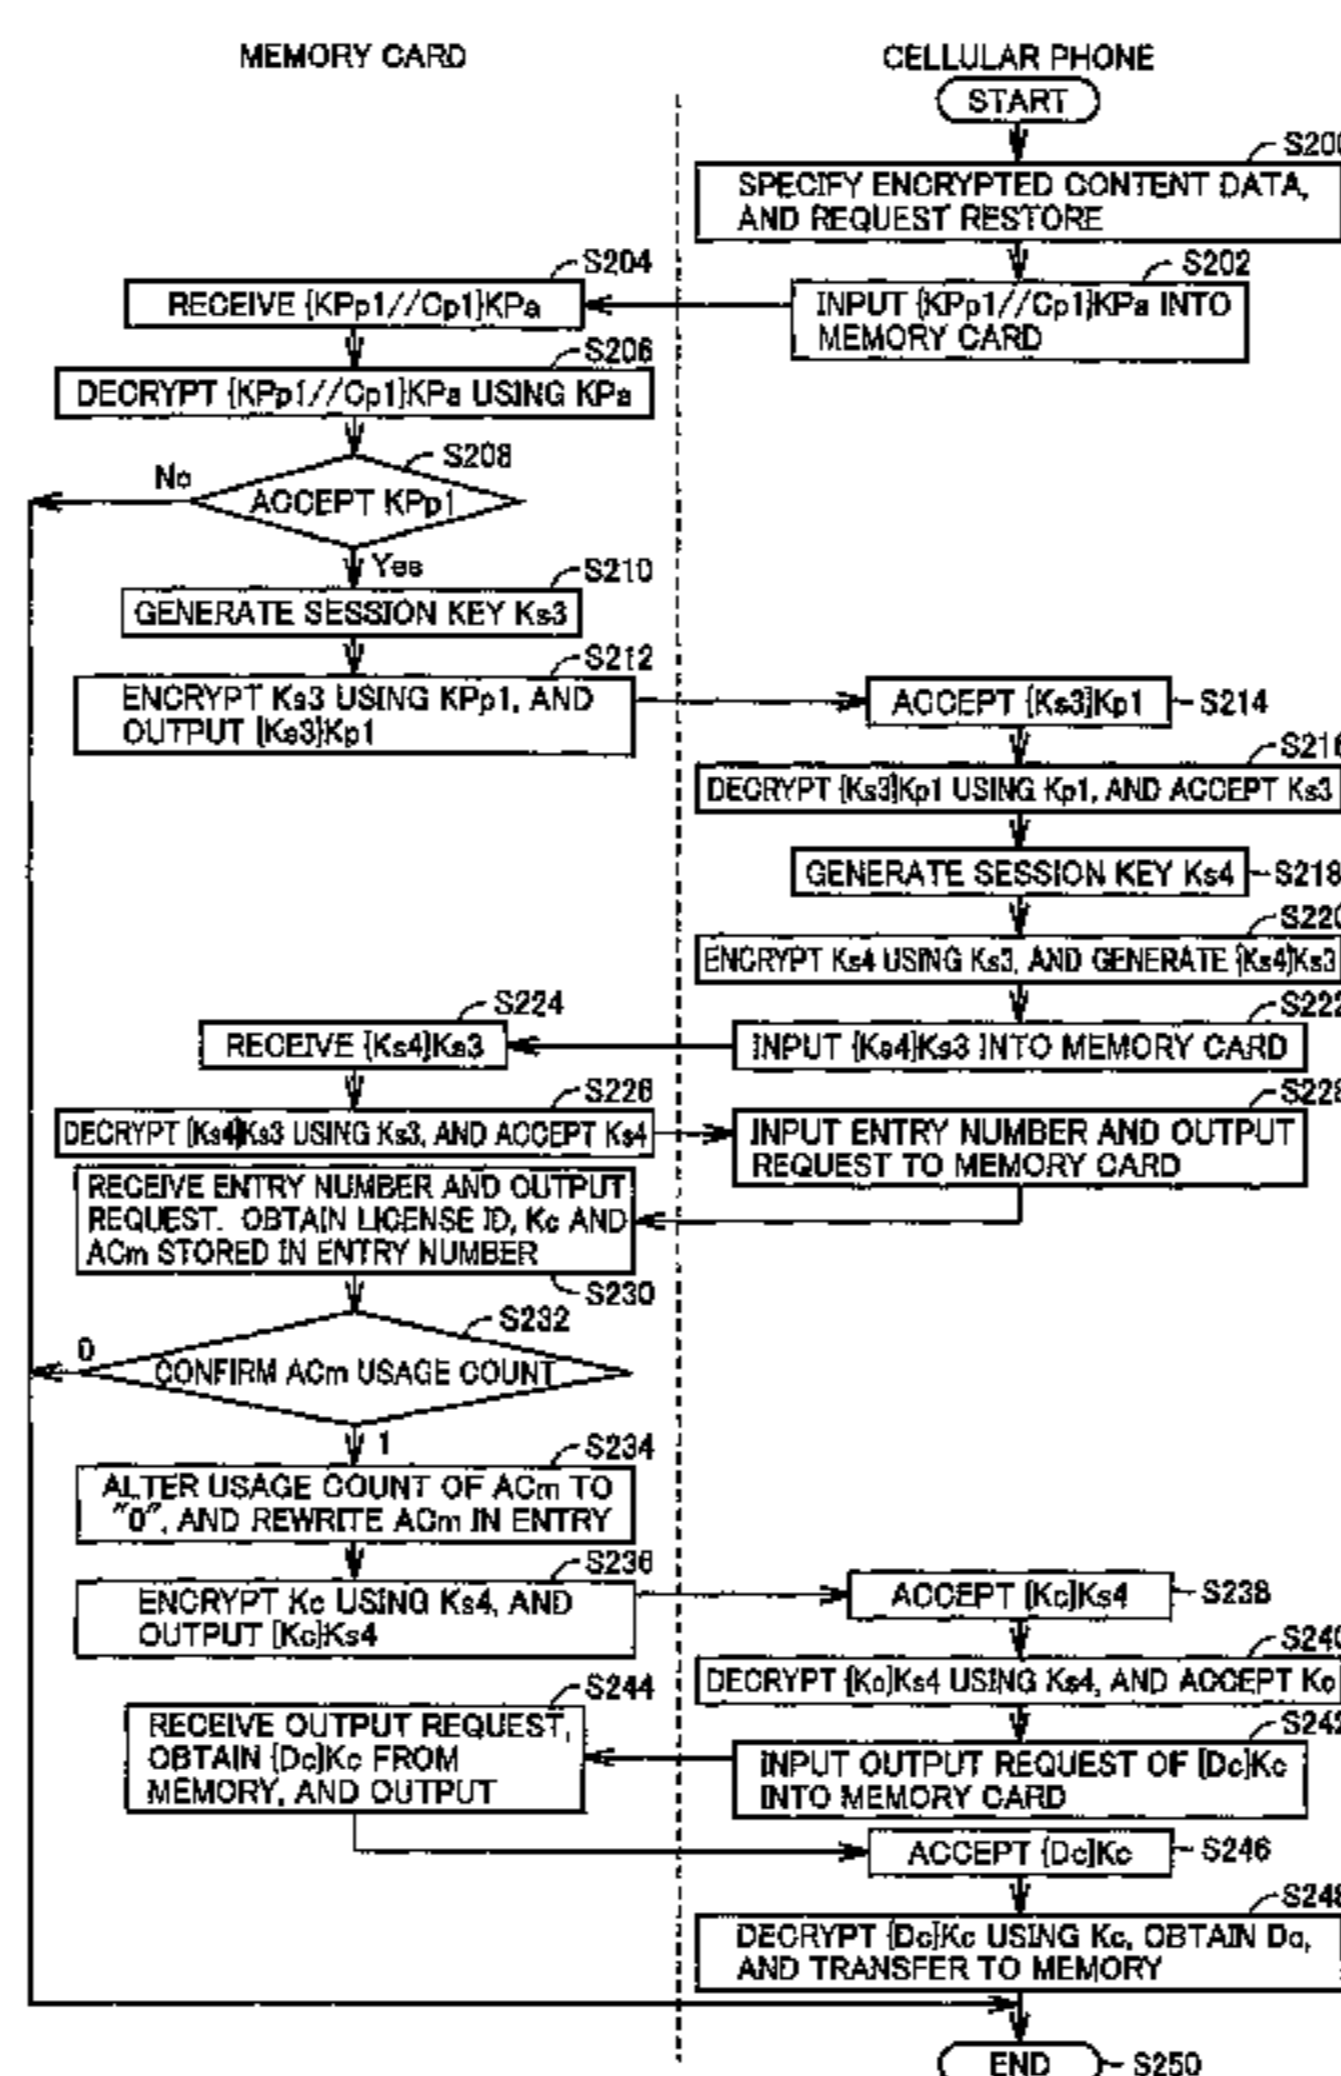 MEMORY CARD
CELLULAR PHONE
START
S200
SPECIFY ENCRYPTED CONTENT DATA,
AND REQUEST RESTORE
S202
INPUT {KPp1//Cp1}KPa INTO
MEMORY CARD
S204
RECEIVE {KPp1//Cp1}KPa
S206
DECRYPT {KPp1//Cp1}KPa USING KPa
S208
No
ACCEPT KPp1
Yes
S210
GENERATE SESSION KEY Ks3
S212
ENCRYPT Ks3 USING KPp1, AND
OUTPUT {Ks3}Kp1
ACCEPT {Ks3}Kp1
S214
S216
DECRYPT {Ks3}Kp1 USING Kp1, AND ACCEPT Ks3
GENERATE SESSION KEY Ks4
S218
S220
ENCRYPT Ks4 USING Ks3, AND GENERATE {Ks4}Ks3
S222
INPUT {Ks4}Ks3 INTO MEMORY CARD
S224
RECEIVE {Ks4}Ks3
S226
DECRYPT {Ks4}Ks3 USING Ks3, AND ACCEPT Ks4
S228
INPUT ENTRY NUMBER AND OUTPUT
REQUEST TO MEMORY CARD
RECEIVE ENTRY NUMBER AND OUTPUT
REQUEST. OBTAIN LICENSE ID, Kc AND
ACm STORED IN ENTRY NUMBER
S230
S232
0
CONFIRM ACm USAGE COUNT
1
S234
ALTER USAGE COUNT OF ACm TO
"0", AND REWRITE ACm IN ENTRY
S236
ENCRYPT Kc USING Ks4, AND
OUTPUT {Kc}Ks4
ACCEPT {Kc}Ks4
S238
S240
DECRYPT {Kc}Ks4 USING Ks4, AND ACCEPT Kc
S242
INPUT OUTPUT REQUEST OF {Dc}Kc
INTO MEMORY CARD
S244
RECEIVE OUTPUT REQUEST,
OBTAIN {Dc}Kc FROM
MEMORY, AND OUTPUT
ACCEPT {Dc}Kc
S246
S248
DECRYPT {Dc}Kc USING Kc, OBTAIN Dc,
AND TRANSFER TO MEMORY
END
S250